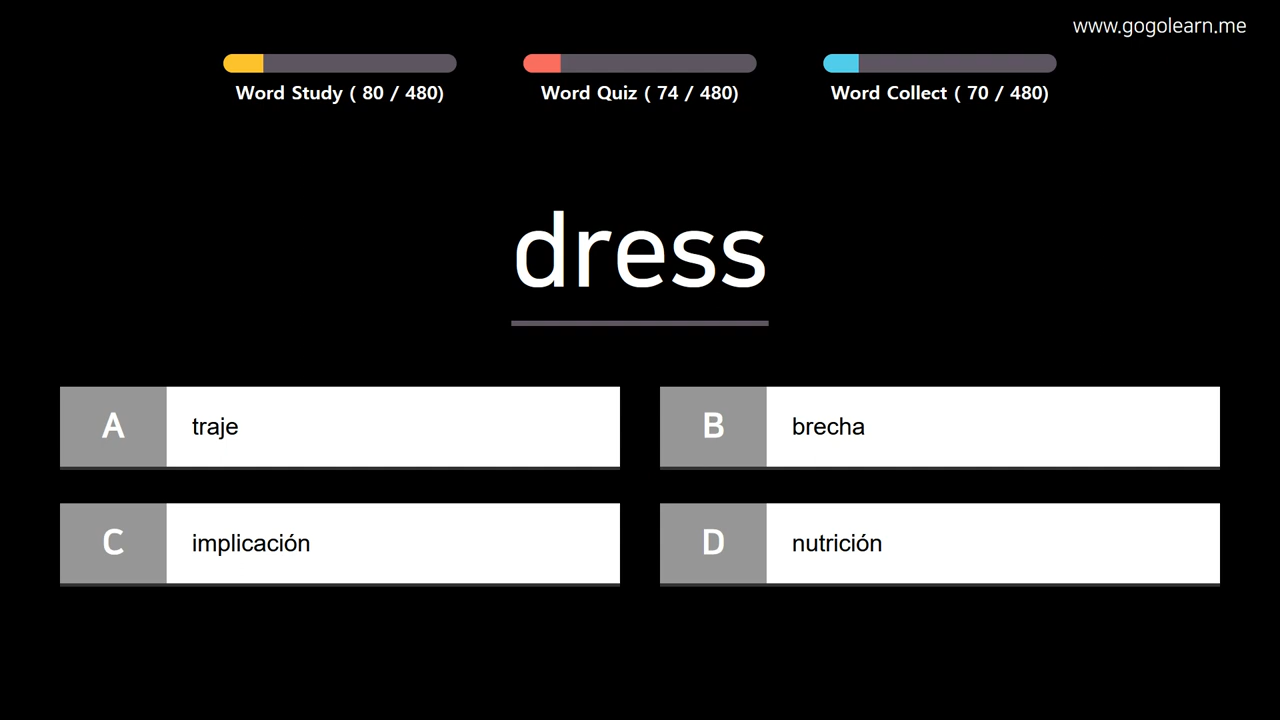 www.gogolearn.me
Word Study ( 80 / 480)
Word Quiz ( 74 / 480)
Word Collect ( 70 / 480)
dress
A traje
B brecha
C implicación
D nutrición